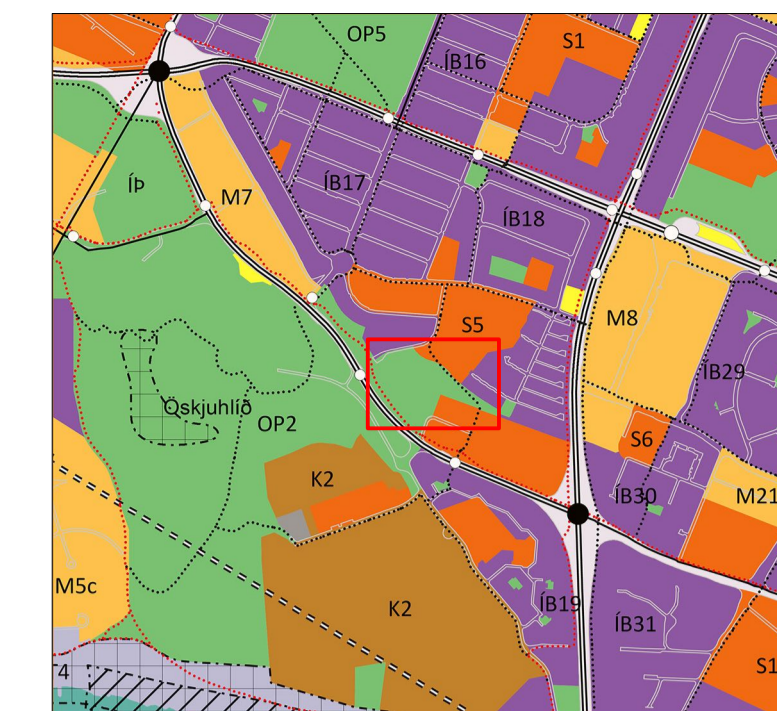 OP5
S1
ÍB16
ÍÞ
M7
ÍB17
ÍB18
S5
M8
ÍB29
Öskjuhlíð
OP2
S6
K2
ÍB30
M21
M5c
K2
ÍB19
ÍB31
S1
4